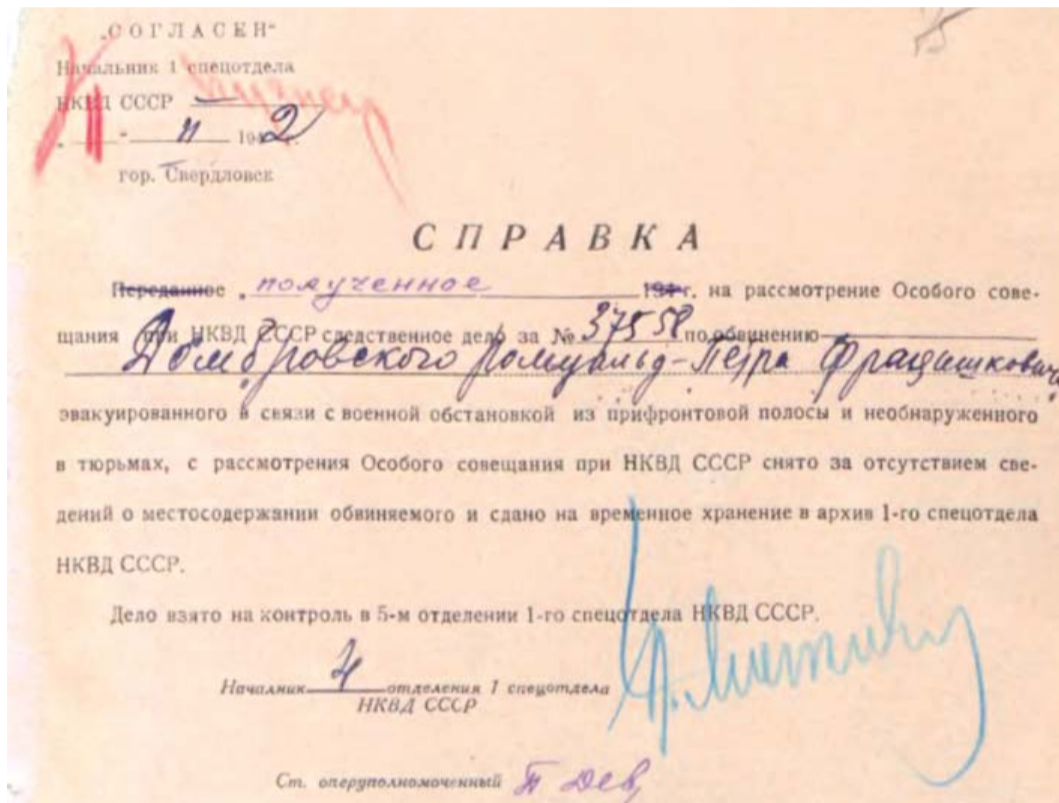 „СОГЛАСЕН“
Начальник 1 спецотдела
НКВД СССР
„ 11 “ 11 1942 г.
гор. Свердловск
СПРАВКА
Переданное „ полученное 194 г. на рассмотрение Особого сове-
щания при НКВД СССР следственное дело за № 37558 по обвинению
Домбровского Ромуальд-Петра Францишковича
эвакуированного в связи с военной обстановкой из прифронтовой полосы и необнаруженного
в тюрьмах, с рассмотрения Особого совещания при НКВД СССР снято за отсутствием све-
дений о местосодержании обвиняемого и сдано на временное хранение в архив 1-го спецотдела
НКВД СССР.
Дело взято на контроль в 5-м отделении 1-го спецотдела НКВД СССР.
Началник 4 отделения 1 спецотдела
НКВД СССР
Ст. оперуполномоченный